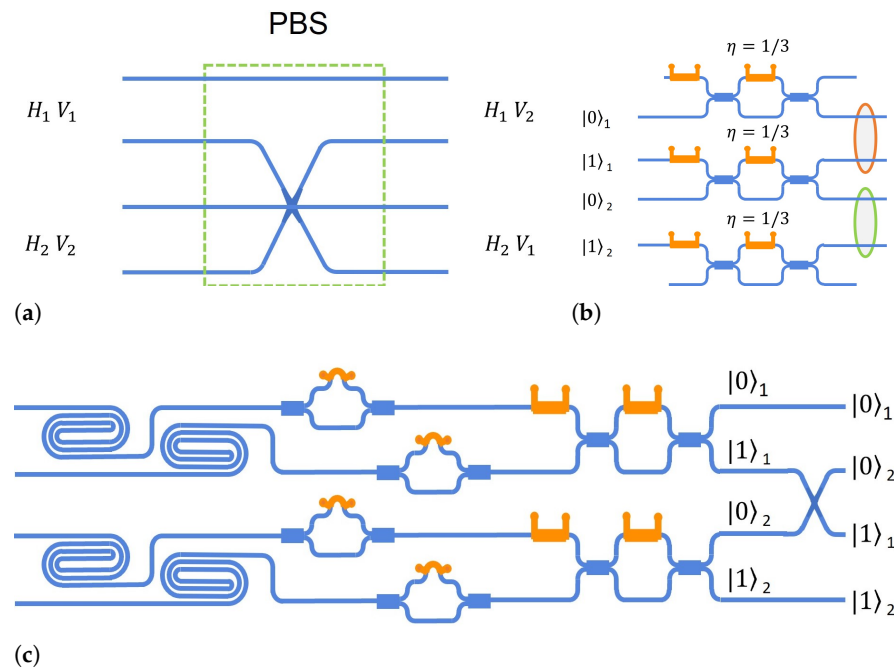 PBS
H₁ V₁
H₁ V₂
H₂ V₂
H₂ V₁
(a)
η = 1/3
|0⟩₁
η = 1/3
|1⟩₁
|0⟩₂
η = 1/3
|1⟩₂
(b)
|0⟩₁
|0⟩₁
|1⟩₁
|0⟩₂
|0⟩₂
|1⟩₁
|1⟩₂
|1⟩₂
(c)